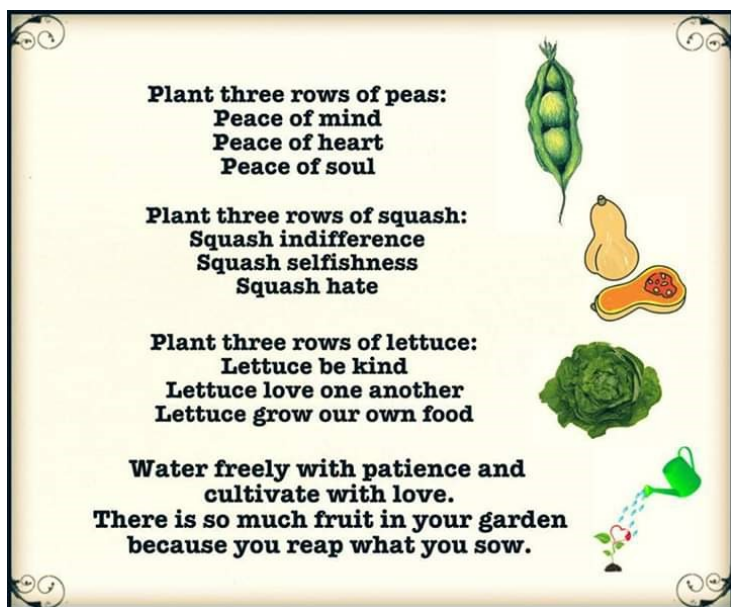 Plant three rows of peas:
Peace of mind
Peace of heart
Peace of soul
Plant three rows of squash:
Squash indifference
Squash selfishness
Squash hate
Plant three rows of lettuce:
Lettuce be kind
Lettuce love one another
Lettuce grow our own food
Water freely with patience and
cultivate with love.
There is so much fruit in your garden
because you reap what you sow.